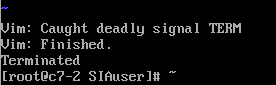 ~
Vim: Caught deadly signal TERM
Vim: Finished.
Terminated
[root@c7-2 SIAuser]# ~